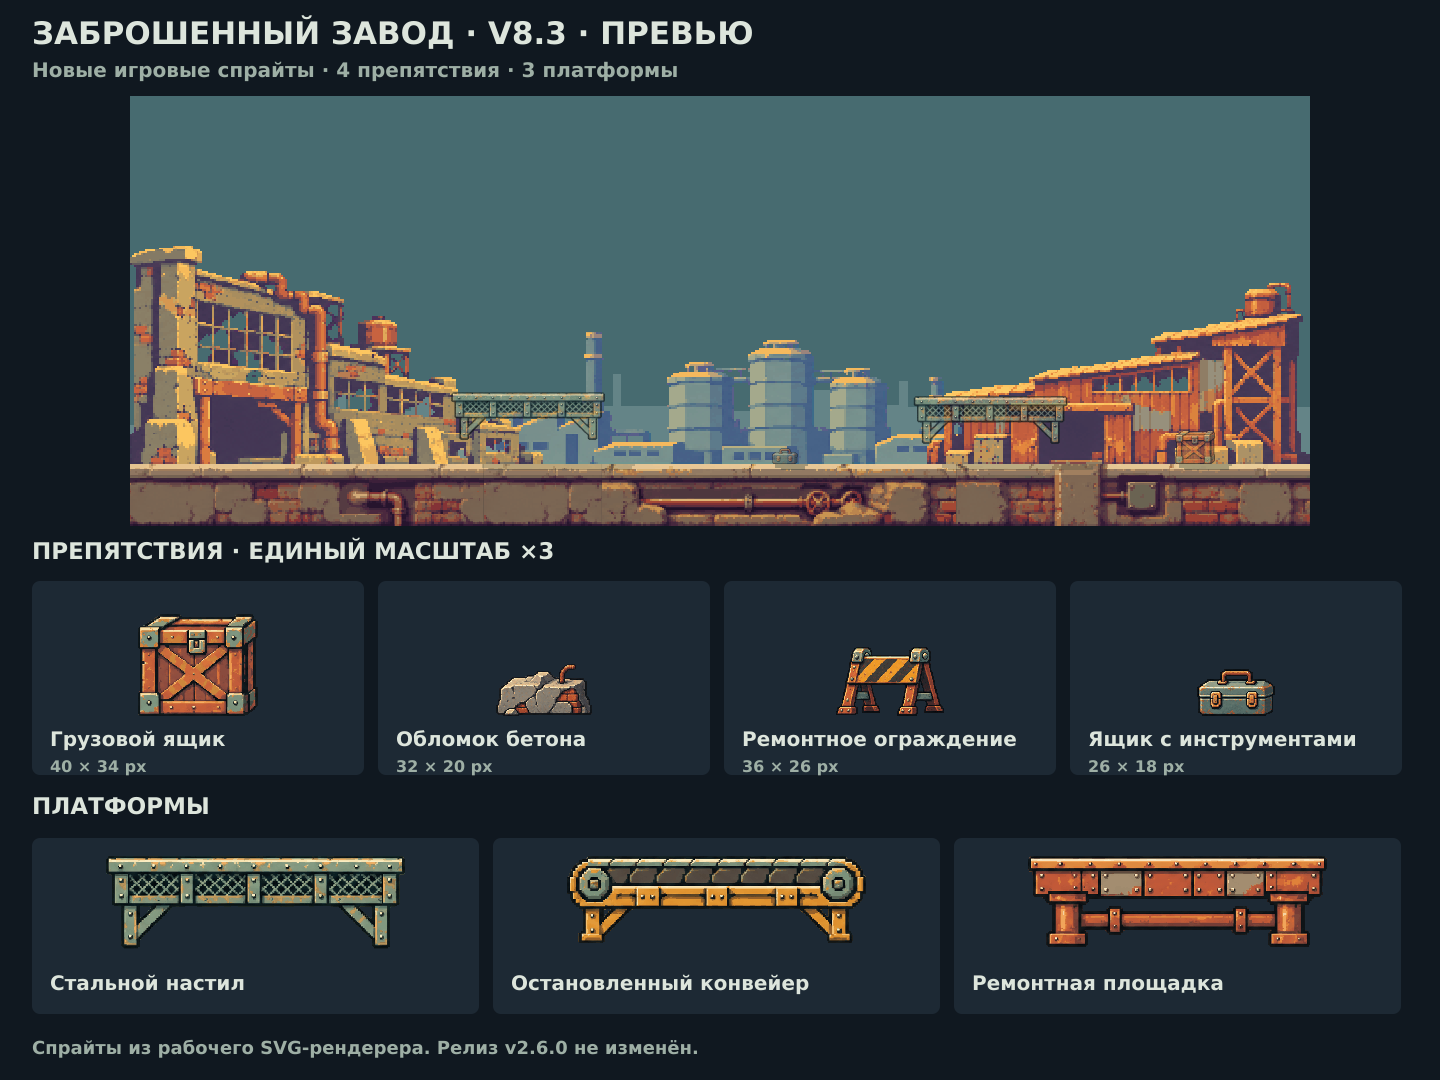 ЗАБРОШЕННЫЙ ЗАВОД · V8.3 · ПРЕВЬЮ
Новые игровые спрайты · 4 препятствия · 3 платформы
ПРЕПЯТСТВИЯ · ЕДИНЫЙ МАСШТАБ ×3
Грузовой ящик
40 × 34 px
Обломок бетона
32 × 20 px
Ремонтное ограждение
36 × 26 px
Ящик с инструментами
26 × 18 px
ПЛАТФОРМЫ
Стальной настил
Остановленный конвейер
Ремонтная площадка
Спрайты из рабочего SVG-рендерера. Релиз v2.6.0 не изменён.